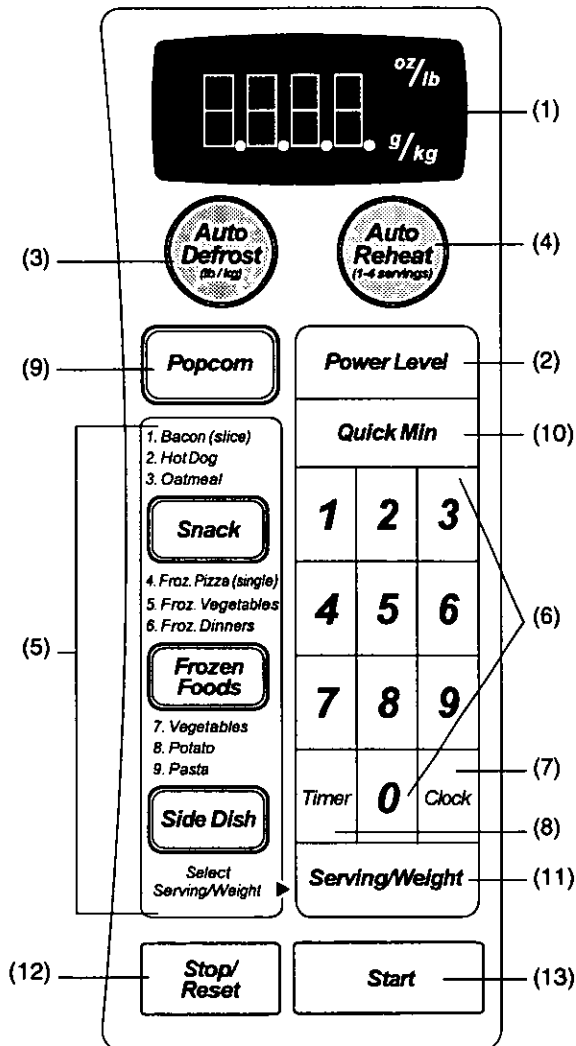 oz/lb
(1)
g/kg
Auto
Defrost
(lb / kg)
(3)
Auto
Reheat
(1-4 servings)
(4)
(9)
Popcorn
Power Level
(2)
Quick Min
(10)
(5)
1. Bacon (slice)
2. Hot Dog
3. Oatmeal
Snack
4. Froz. Pizza (single)
5. Froz. Vegetables
6. Froz. Dinners
Frozen
Foods
7. Vegetables
8. Potato
9. Pasta
Side Dish
Select
Serving/Weight ▶
1 2 3
4 5 6
(6)
7 8 9
Timer 0 Clock
(7)
(8)
Serving/Weight
(11)
(12)
Stop/
Reset
Start
(13)